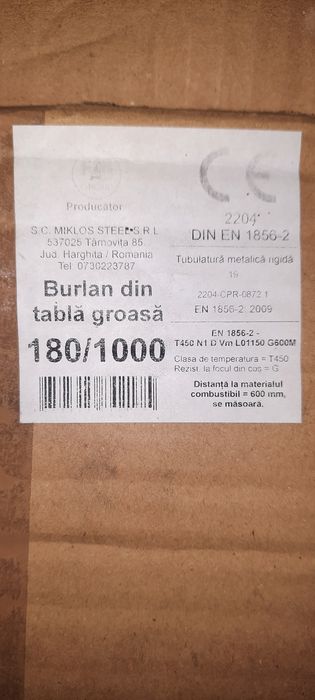 Producător
S.C. MIKLOS STEEL S.R.L
537025 Târnovița 85
Jud. Harghita / Romania
Tel. 0730223787
Burlan din
tablă groasă
180/1000
CE
2204
DIN EN 1856-2
Tubulatură metalică rigidă
19
2204-CPR-0872.1
EN 1856-2: 2009
EN 1856-2 -
T450 N1 D Vm L01150 G600M
Clasa de temperatura = T450
Rezist. la focul din cos = G
Distanță la materialul
combustibil = 600 mm,
se măsoară.